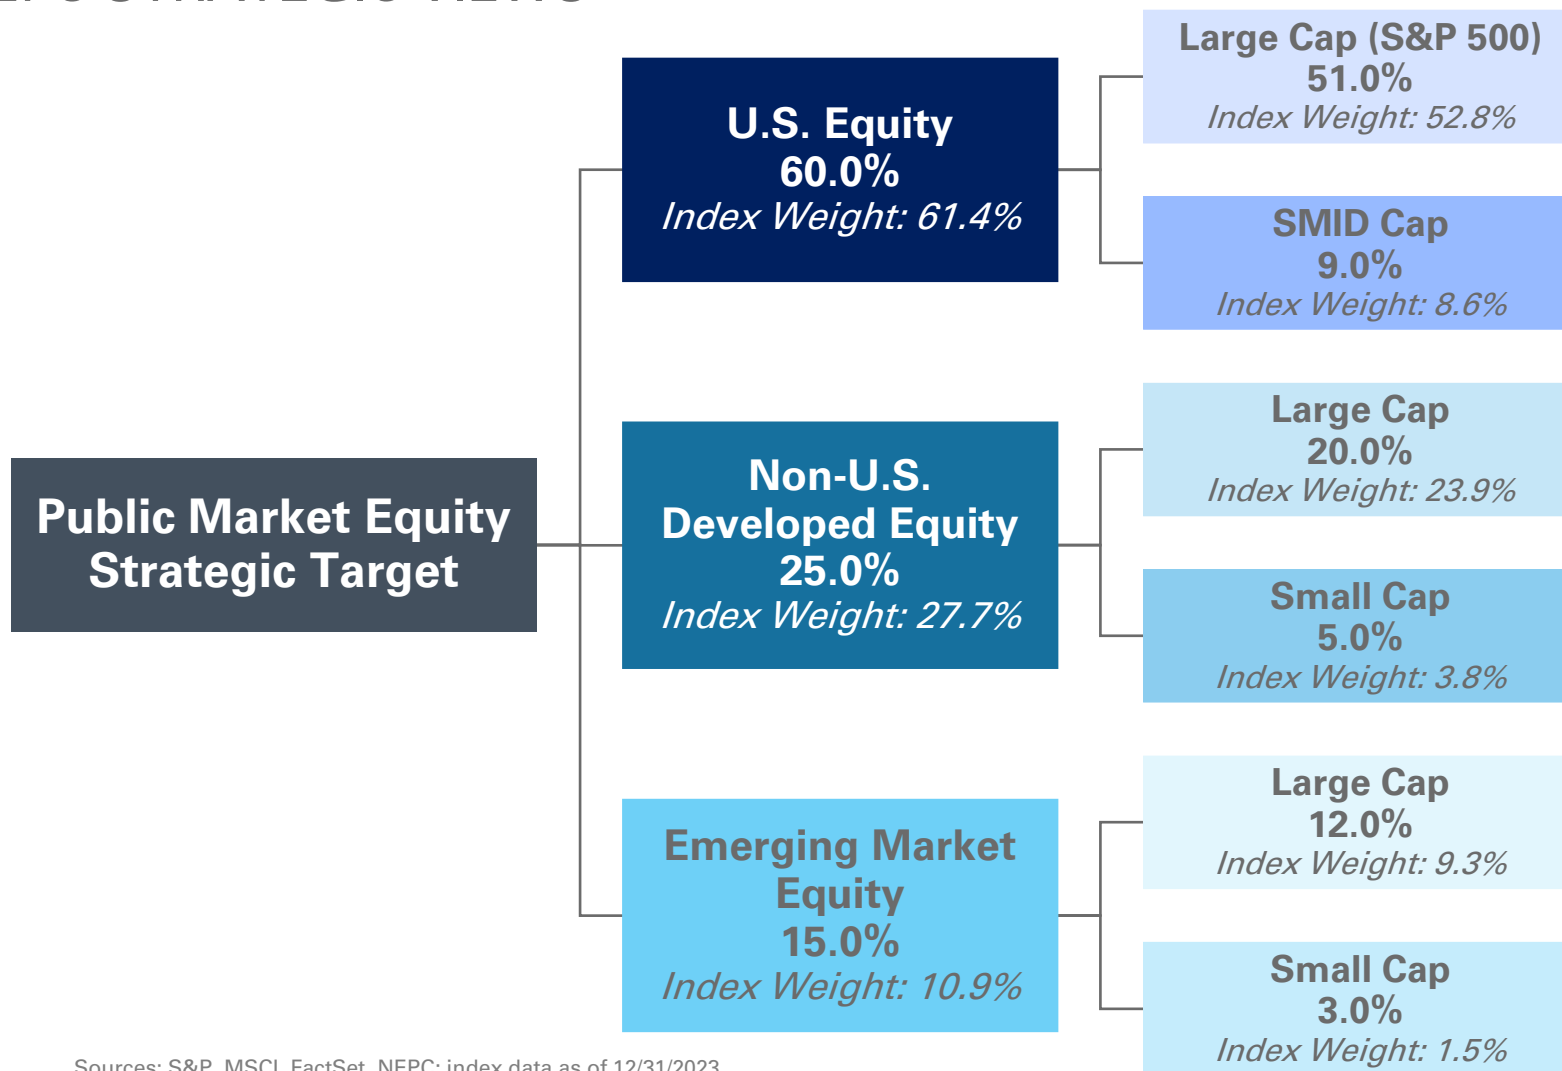 Public Market Equity
Strategic Target
U.S. Equity
60.0%
Index Weight: 61.4%
Large Cap (S&P 500)
51.0%
Index Weight: 52.8%
SMID Cap
9.0%
Index Weight: 8.6%
Non-U.S.
Developed Equity
25.0%
Index Weight: 27.7%
Large Cap
20.0%
Index Weight: 23.9%
Small Cap
5.0%
Index Weight: 3.8%
Emerging Market
Equity
15.0%
Index Weight: 10.9%
Large Cap
12.0%
Index Weight: 9.3%
Small Cap
3.0%
Index Weight: 1.5%
Sources: S&P, MSCI, FactSet, NEPC; index data as of 12/31/2023